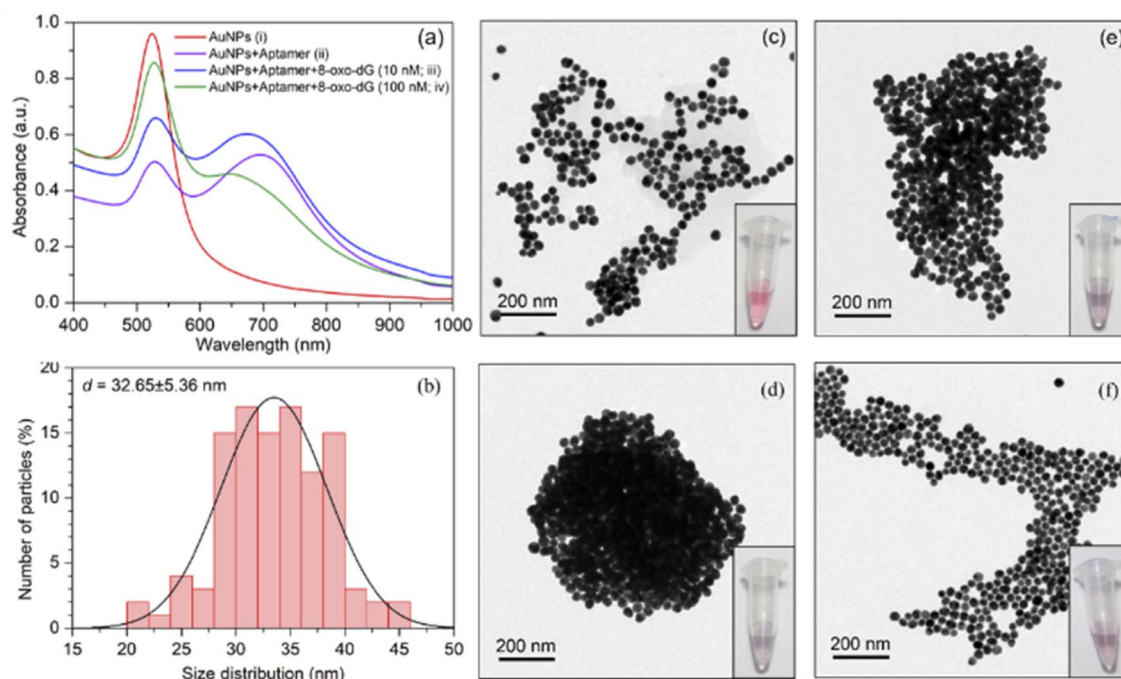 1.0
0.8
0.6
0.4
0.2
0.0
Absorbance (a.u.)
(a)
AuNPs (i)
AuNPs+Aptamer (ii)
AuNPs+Aptamer+8-oxo-dG (10 nM; iii)
AuNPs+Aptamer+8-oxo-dG (100 nM; iv)
400 500 600 700 800 900 1000
Wavelength (nm)
(c)
200 nm
(e)
200 nm
20
15
10
5
0
Number of particles (%)
d = 32.65±5.36 nm
(b)
15 20 25 30 35 40 45 50
Size distribution (nm)
(d)
200 nm
(f)
200 nm